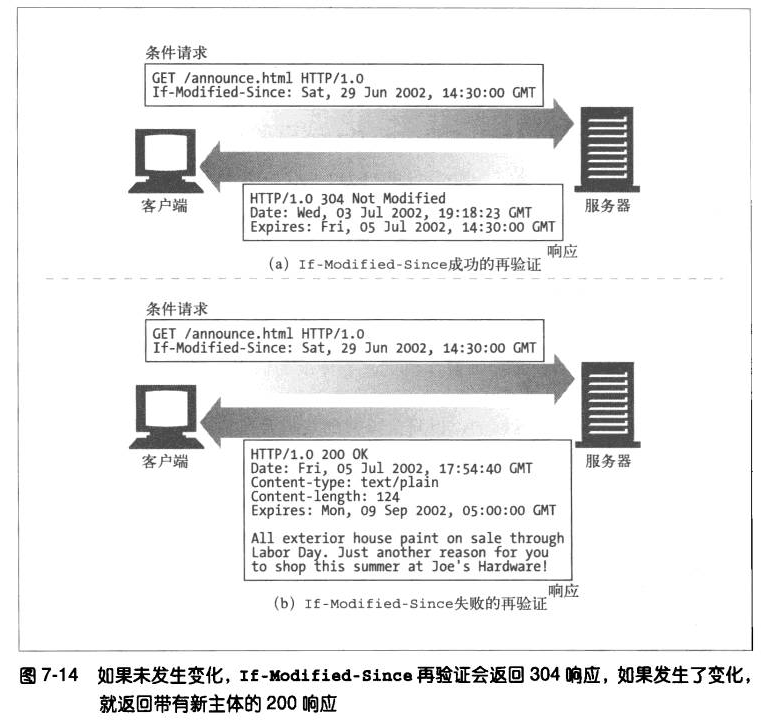 条件请求
GET /announce.html HTTP/1.0
If-Modified-Since: Sat, 29 Jun 2002, 14:30:00 GMT
客户端
服务器
HTTP/1.0 304 Not Modified
Date: Wed, 03 Jul 2002, 19:18:23 GMT
Expires: Fri, 05 Jul 2002, 14:30:00 GMT
响应
(a) If-Modified-Since成功的再验证
条件请求
GET /announce.html HTTP/1.0
If-Modified-Since: Sat, 29 Jun 2002, 14:30:00 GMT
客户端
服务器
HTTP/1.0 200 OK
Date: Fri, 05 Jul 2002, 17:54:40 GMT
Content-type: text/plain
Content-length: 124
Expires: Mon, 09 Sep 2002, 05:00:00 GMT
All exterior house paint on sale through
Labor Day. Just another reason for you
to shop this summer at Joe's Hardware!
响应
(b) If-Modified-Since失败的再验证
图 7-14 如果未发生变化，If-Modified-Since 再验证会返回 304 响应，如果发生了变化，
就返回带有新主体的 200 响应